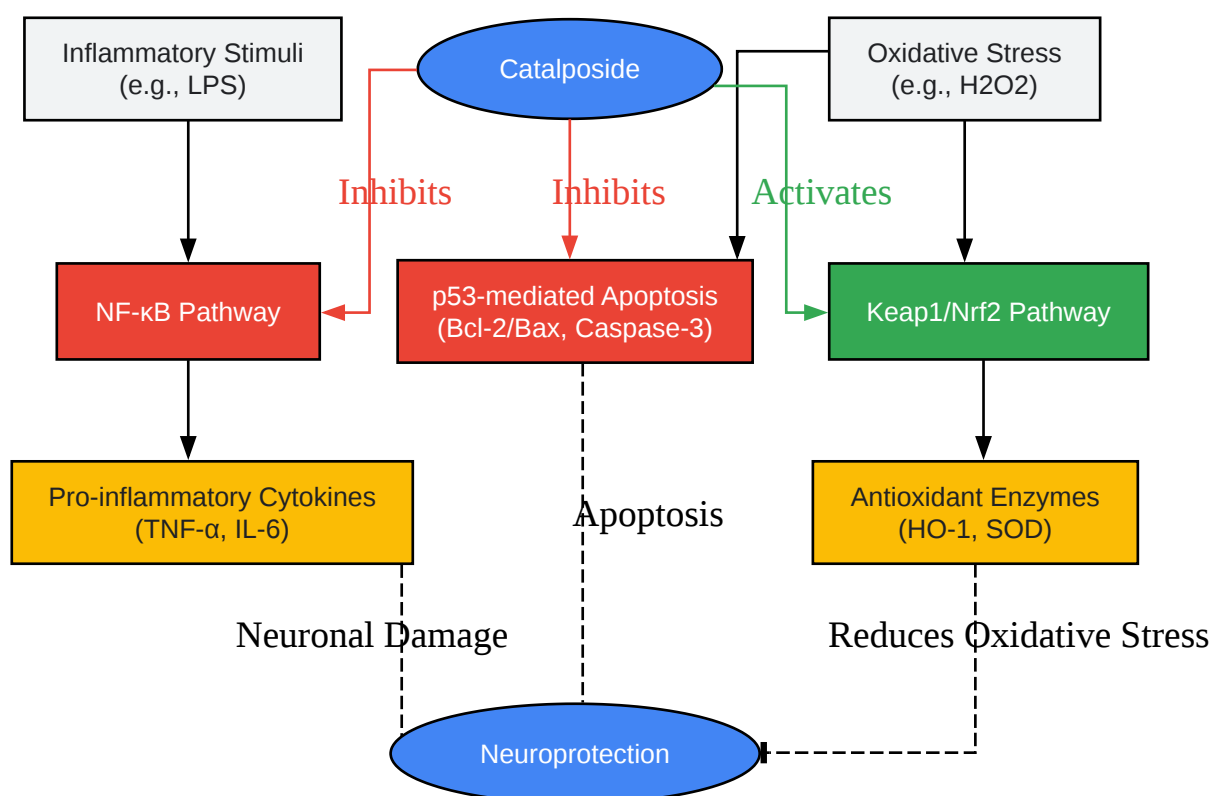 Inflammatory Stimuli
(e.g., LPS)
Catalposide
Oxidative Stress
(e.g., H2O2)
Inhibits
Inhibits
Activates
NF-κB Pathway
p53-mediated Apoptosis
(Bcl-2/Bax, Caspase-3)
Keap1/Nrf2 Pathway
Pro-inflammatory Cytokines
(TNF-α, IL-6)
Apoptosis
Antioxidant Enzymes
(HO-1, SOD)
Neuronal Damage
Reduces Oxidative Stress
Neuroprotection